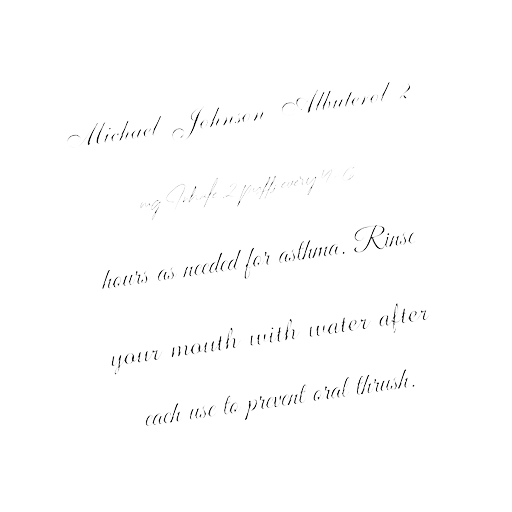 Michael Johnson Albuterol 2
mg Inhale 2 puffs every 4-6
hours as needed for asthma. Rinse
your mouth with water after
each use to prevent oral thrush.